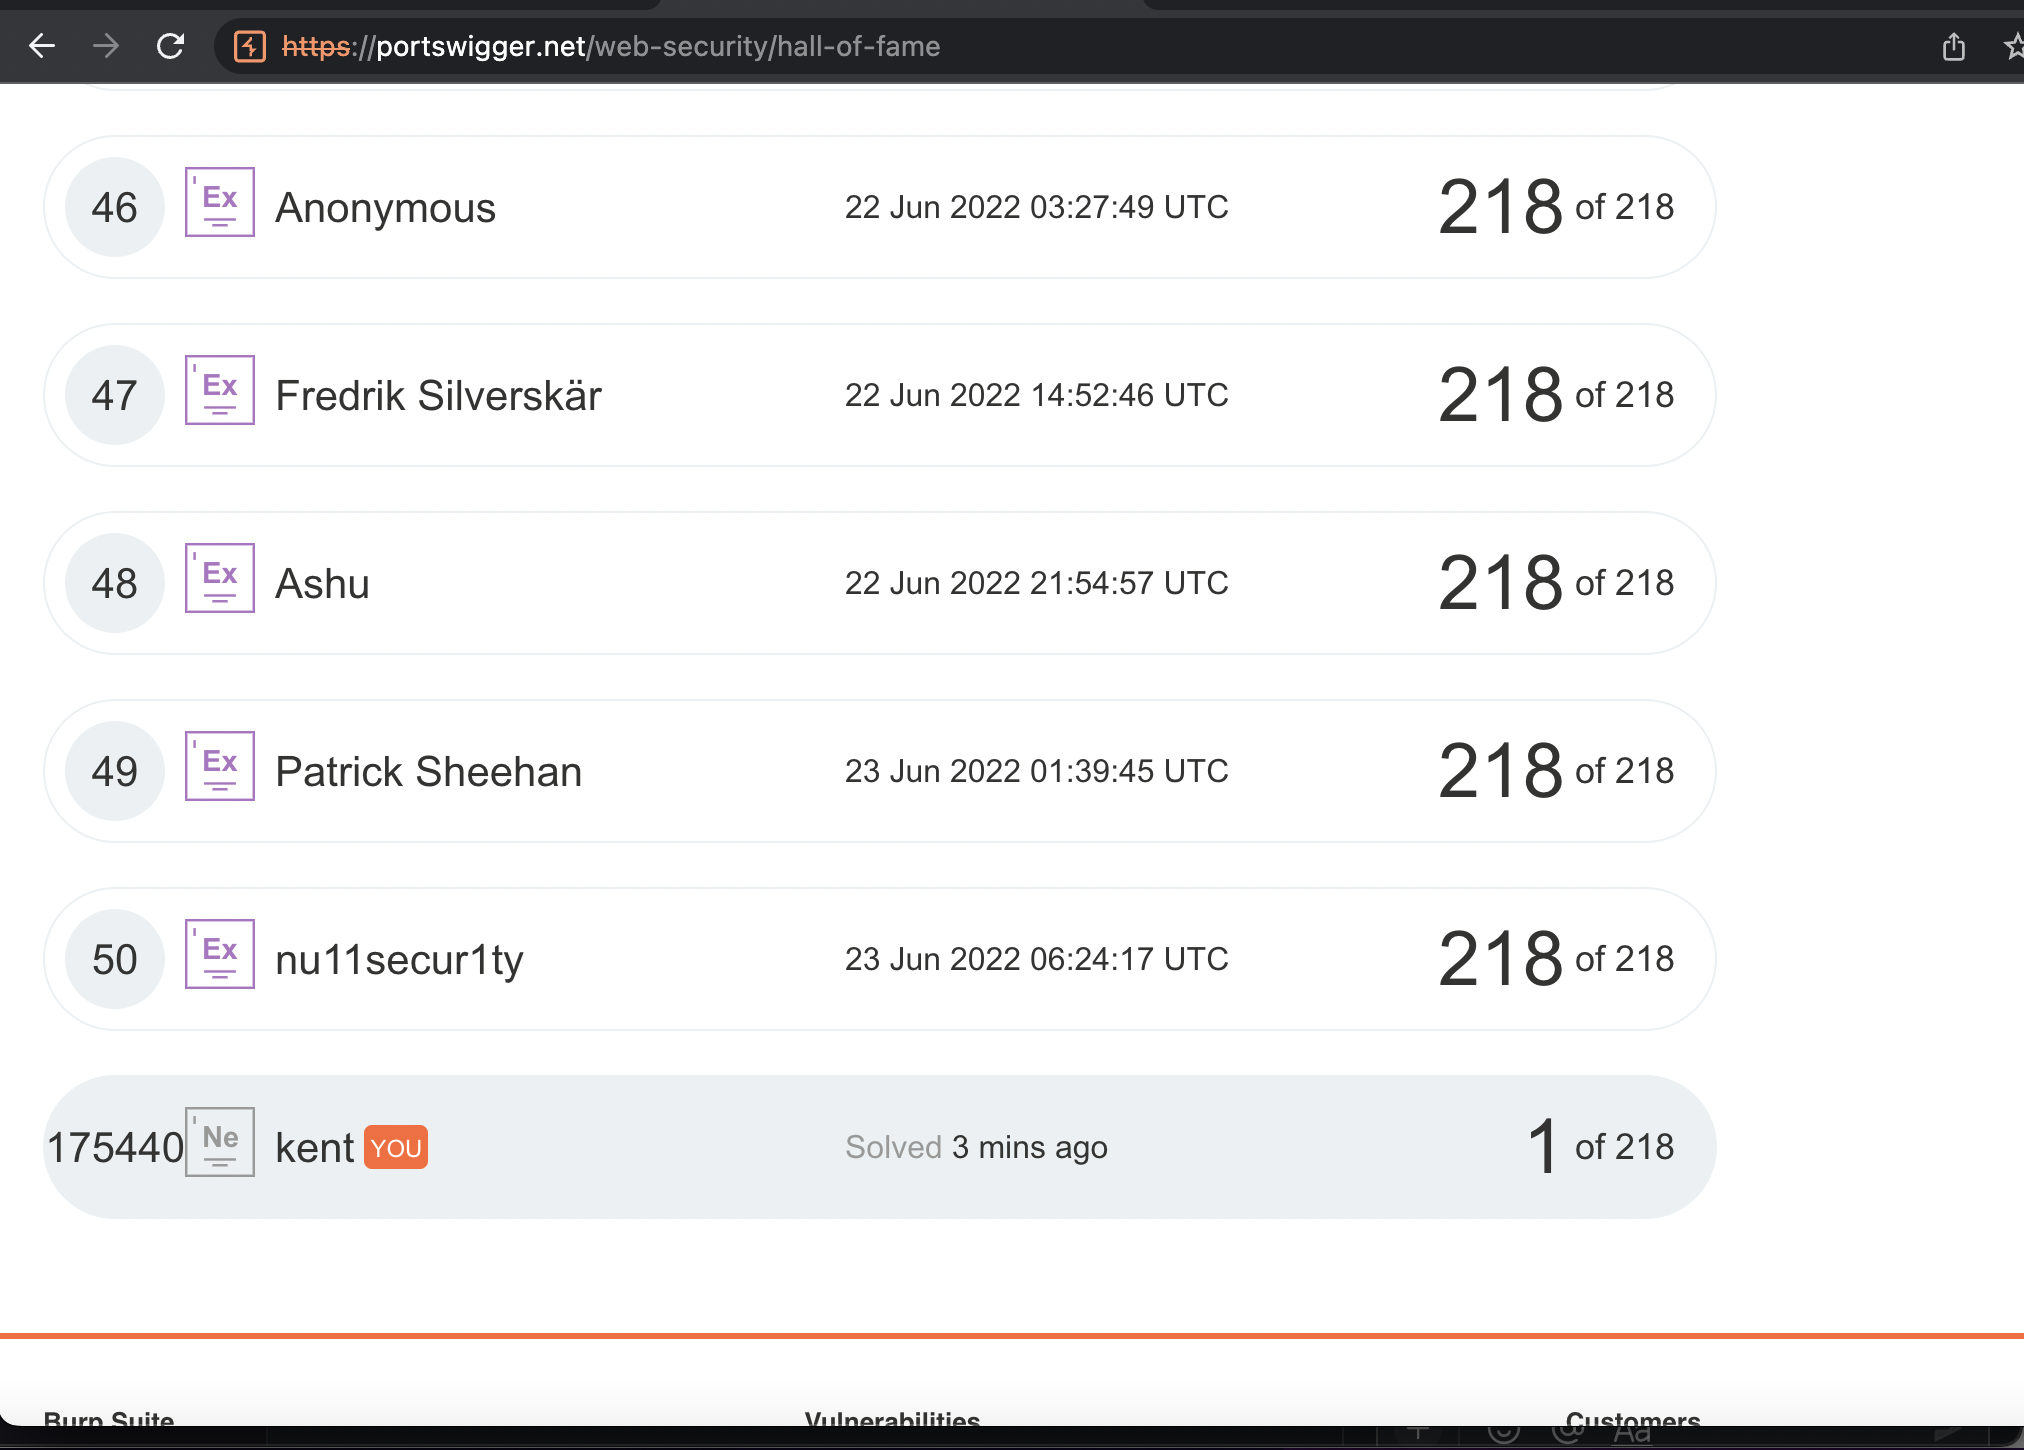 https://portswigger.net/web-security/hall-of-fame
46 Ex Anonymous 22 Jun 2022 03:27:49 UTC 218 of 218
47 Ex Fredrik Silverskär 22 Jun 2022 14:52:46 UTC 218 of 218
48 Ex Ashu 22 Jun 2022 21:54:57 UTC 218 of 218
49 Ex Patrick Sheehan 23 Jun 2022 01:39:45 UTC 218 of 218
50 Ex nu11secur1ty 23 Jun 2022 06:24:17 UTC 218 of 218
175440 Ne kent YOU Solved 3 mins ago 1 of 218
Burp Suite Vulnerabilities Customers
Aa